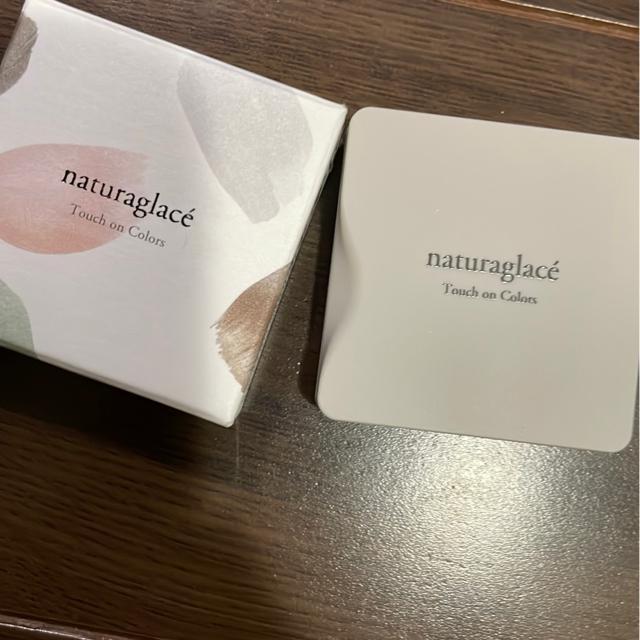 naturaglacé
Touch on Colors
naturaglacé
Touch on Colors